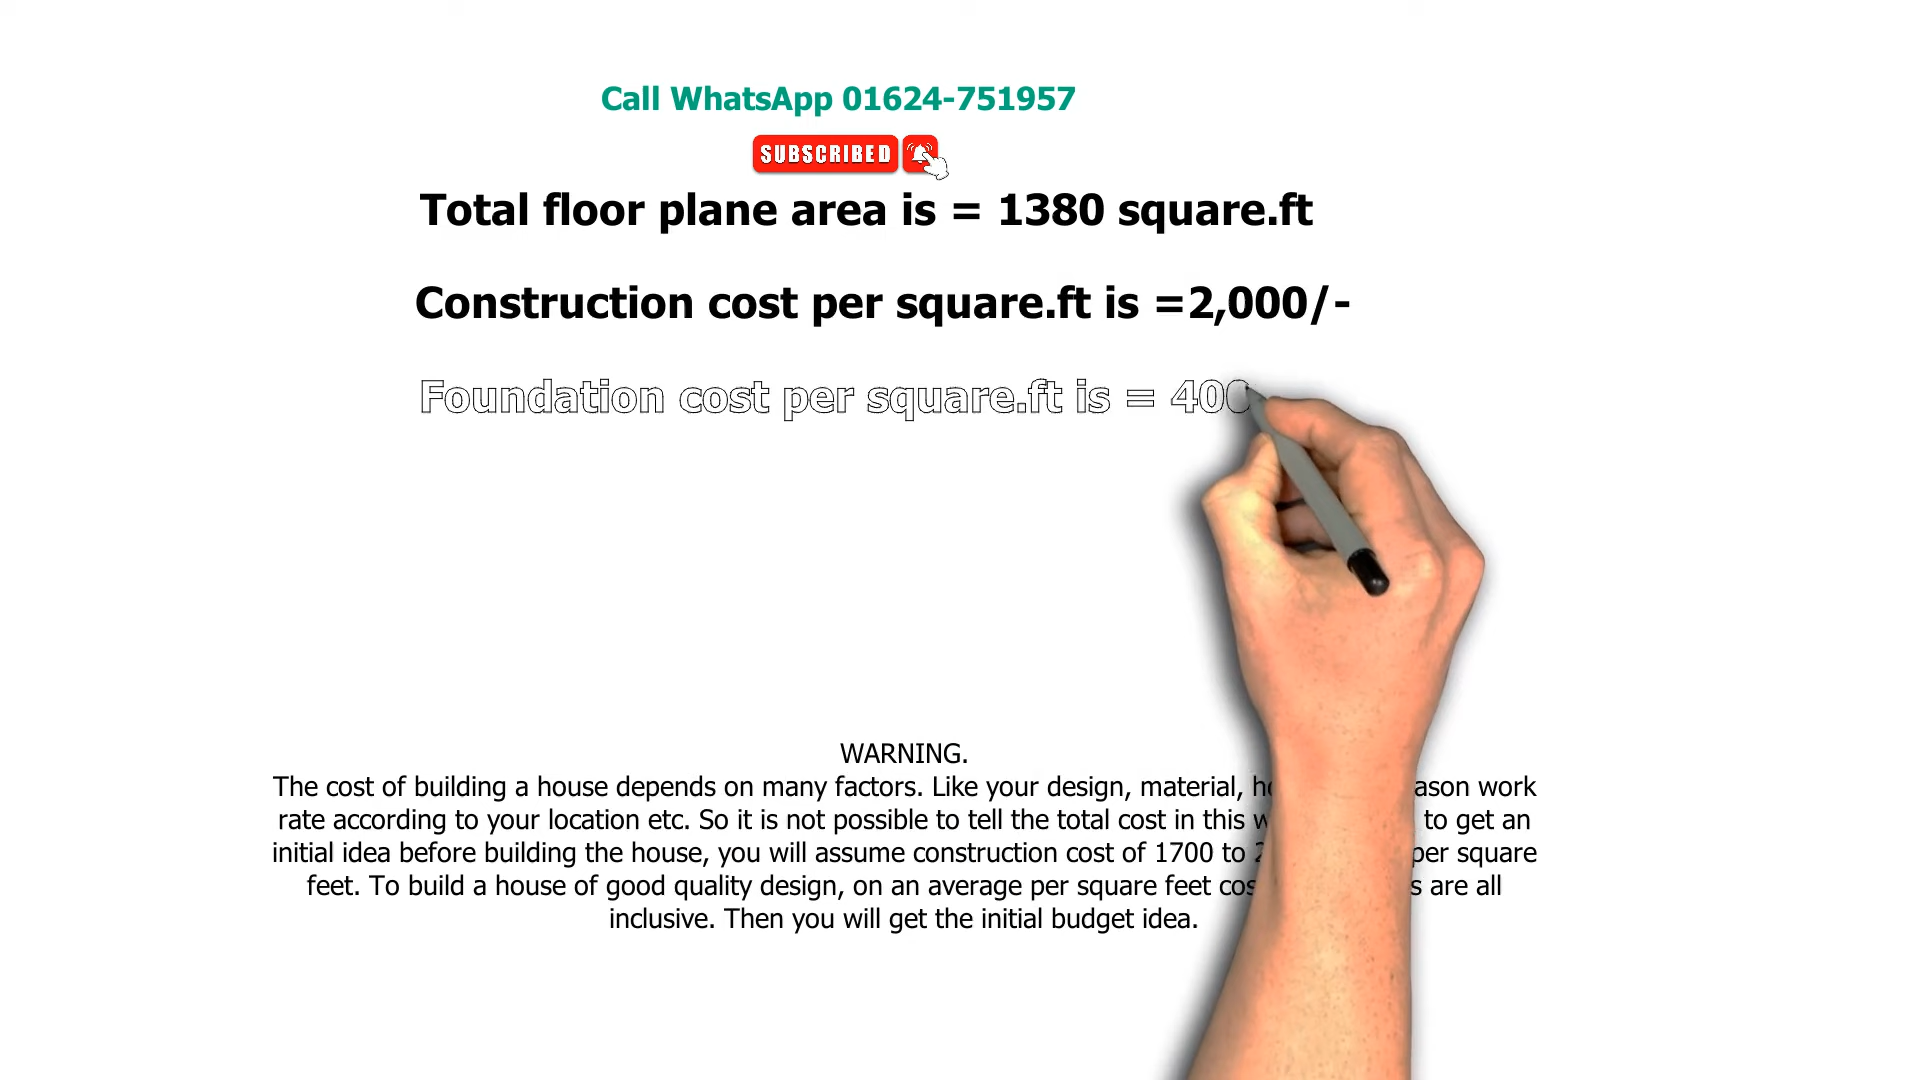 Call WhatsApp 01624-751957
SUBSCRIBED
Total floor plane area is = 1380 square.ft
Construction cost per square.ft is =2,000/-
Foundation cost per square.ft is = 400
WARNING.
The cost of building a house depends on many factors. Like your design, material, work
rate according to your location etc. So it is not possible to tell the total cost in this to get an
initial idea before building the house, you will assume construction cost of 1700 to per square
feet. To build a house of good quality design, on an average per square feet are all
inclusive. Then you will get the initial budget idea.